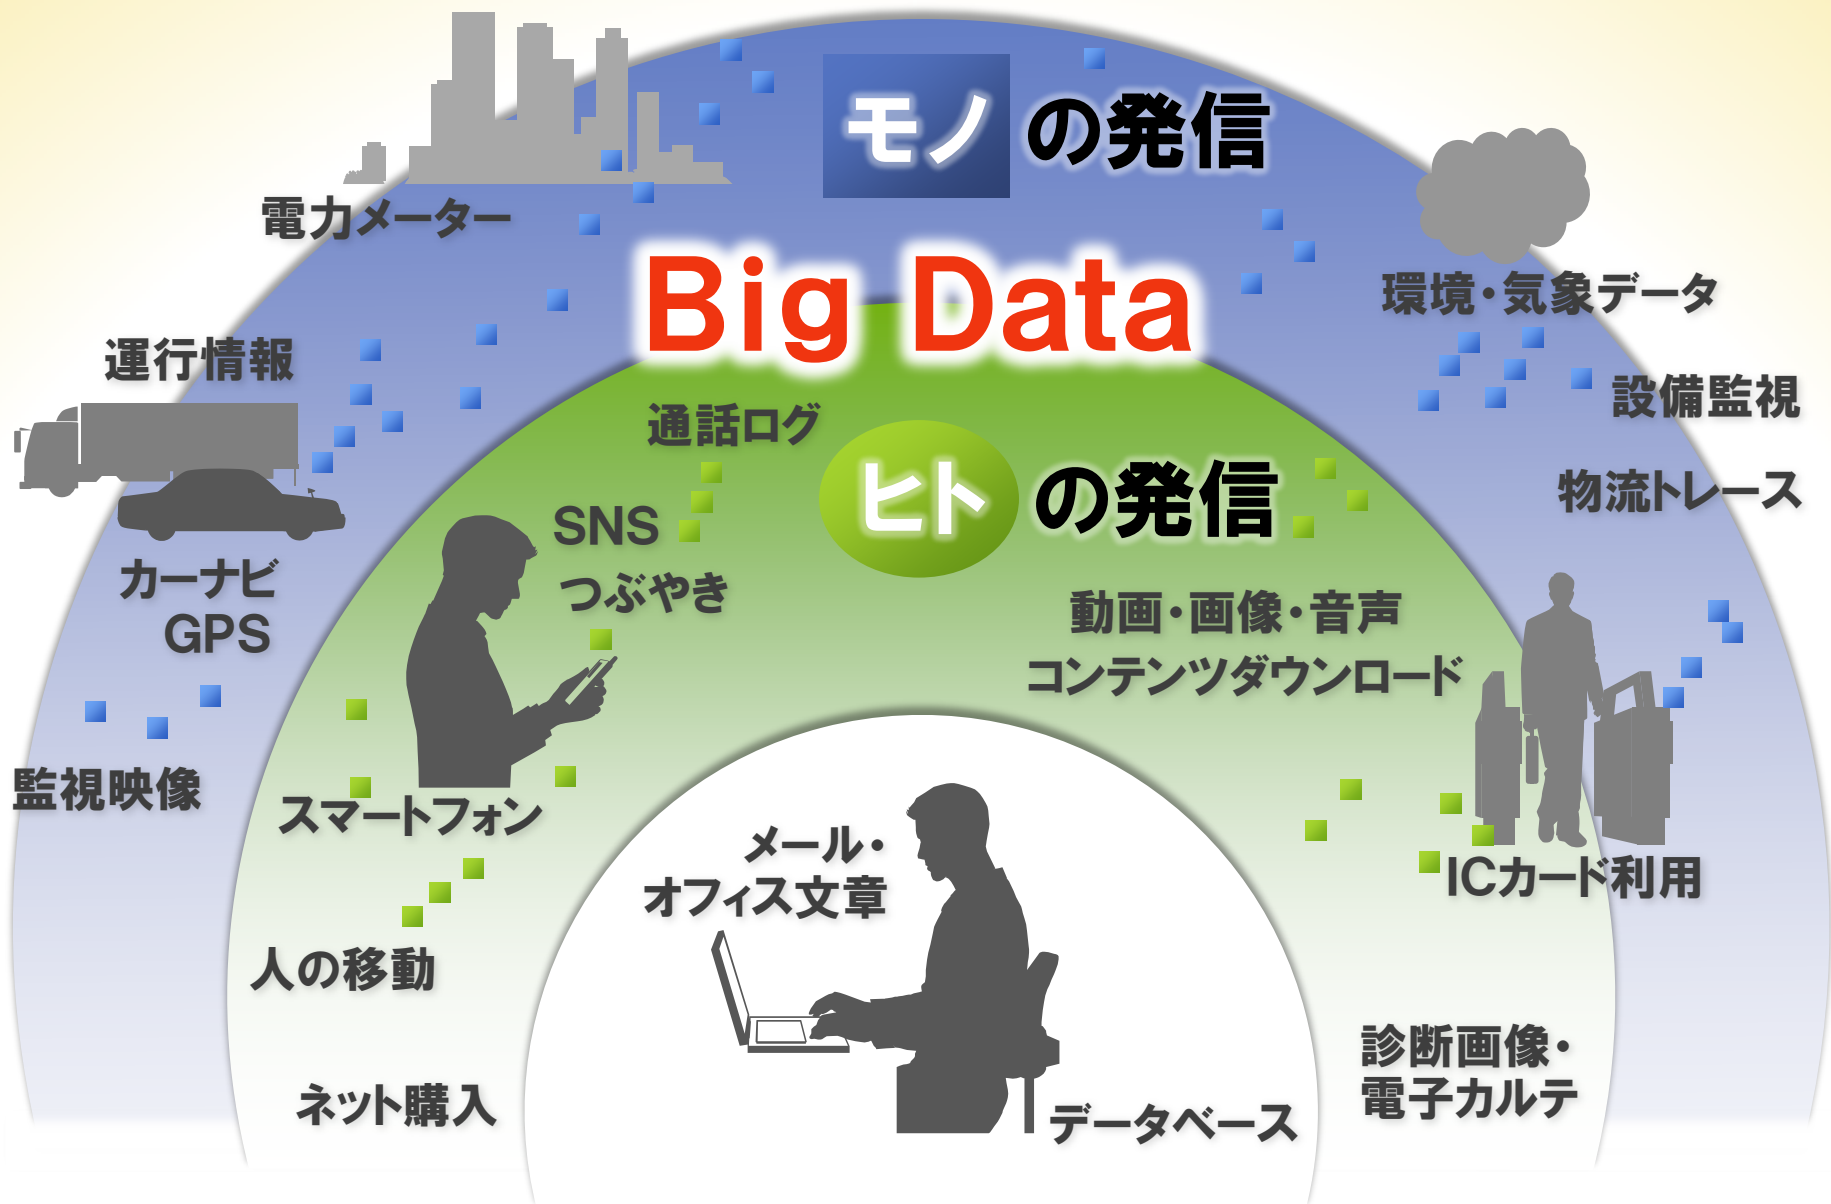 モノの発信
電力メーター
Big Data
環境・気象データ
運行情報
設備監視
通話ログ
ヒトの発信
物流トレース
SNS
つぶやき
カーナビ
GPS
動画・画像・音声
コンテンツダウンロード
監視映像
スマートフォン
メール・
オフィス文章
ICカード利用
人の移動
診断画像・
電子カルテ
ネット購入
データベース